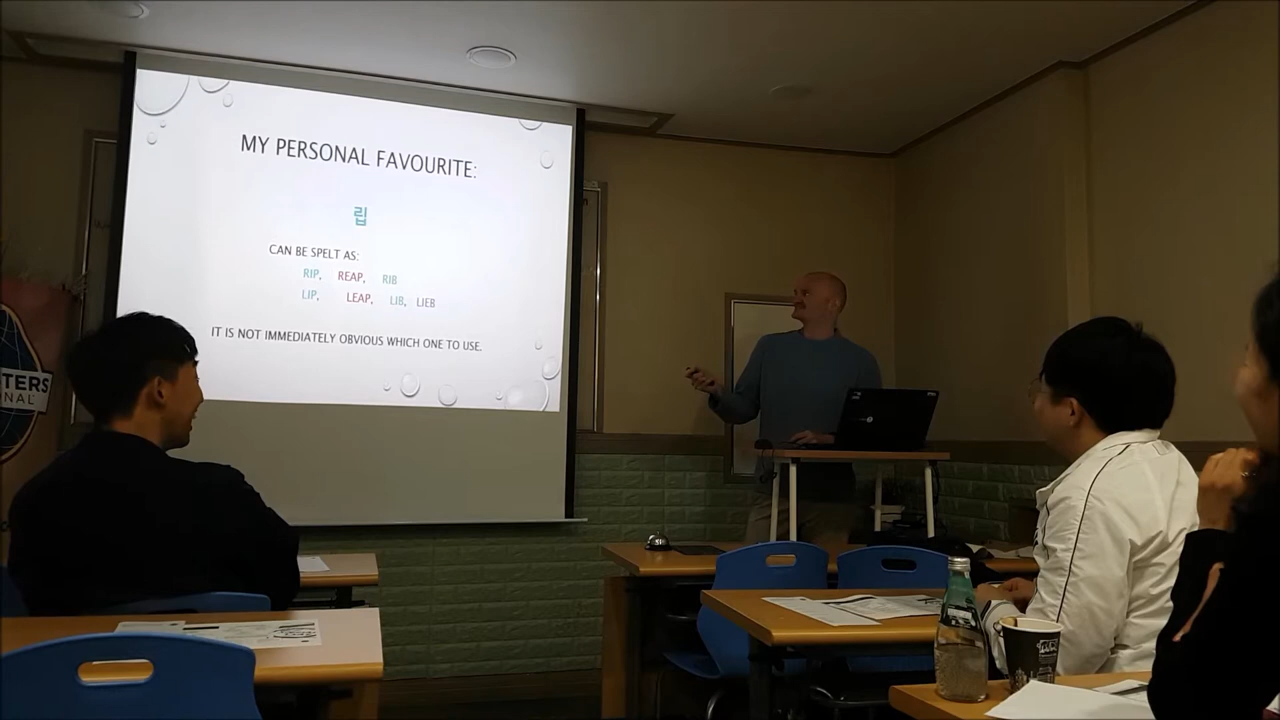 MY PERSONAL FAVOURITE:
립
CAN BE SPELT AS:
RIP, REAP, RIB
LIP, LEAP, LIB, LIEB
IT IS NOT IMMEDIATELY OBVIOUS WHICH ONE TO USE.
TERS
NAL